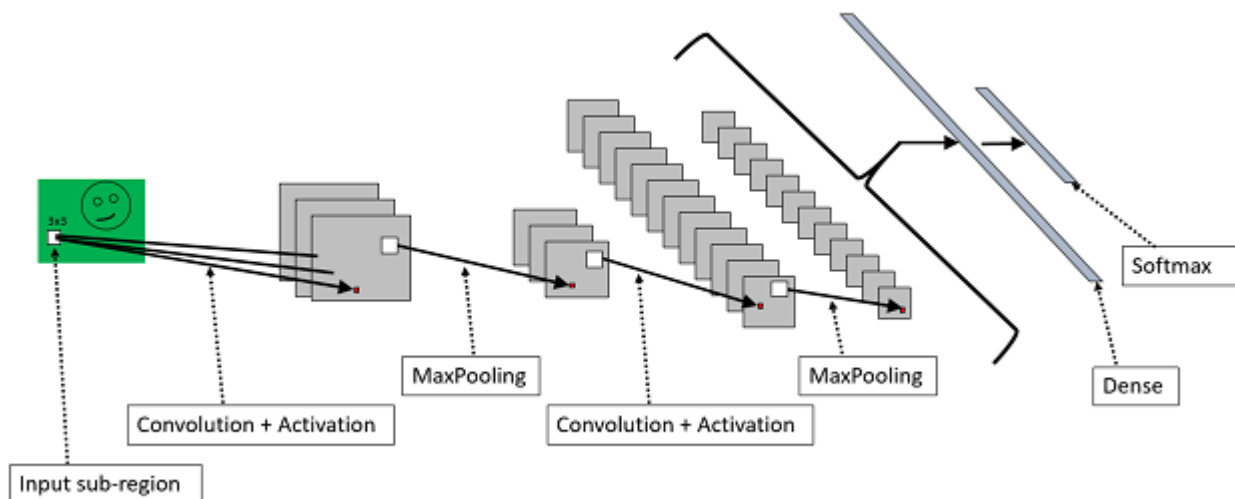 3x3
Softmax
MaxPooling
MaxPooling
Dense
Convolution + Activation
Convolution + Activation
Input sub-region